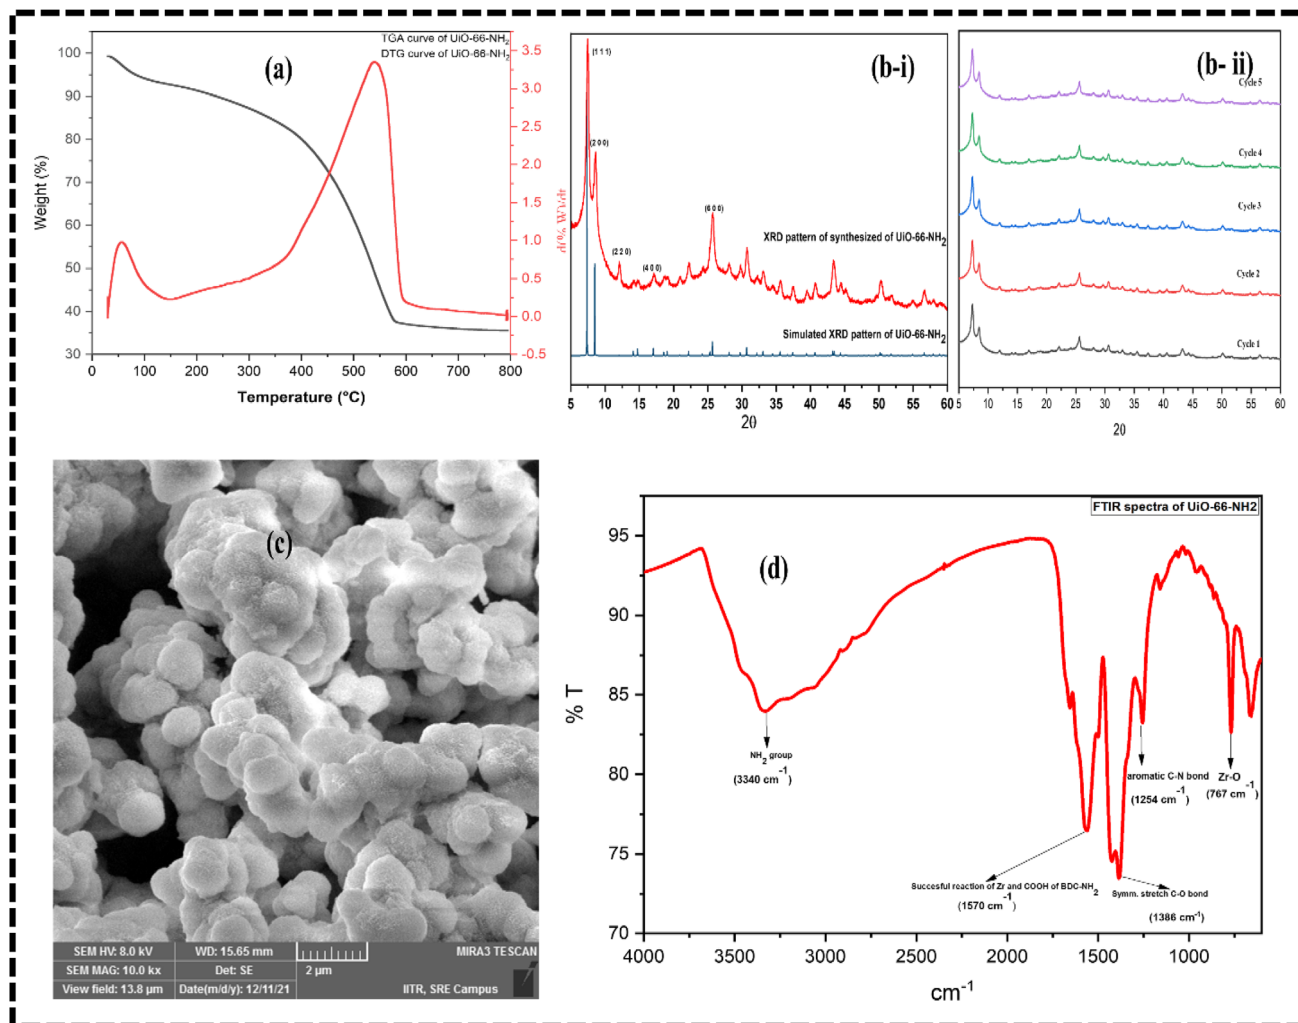 TGA curve of UiO-66-NH2
DTG curve of UiO-66-NH2
(a)
100
90
80
70
60
50
40
30
Weight (%)
3.5
3.0
2.5
2.0
1.5
1.0
0.5
0.0
-0.5
d(% W)/dt
0 100 200 300 400 500 600 700 800
Temperature (°C)
(b-i)
(1 1 1)
(2 0 0)
(2 2 0)
(4 0 0)
(6 0 0)
XRD pattern of synthesized of UiO-66-NH2
Simulated XRD pattern of UiO-66-NH2
5 10 15 20 25 30 35 40 45 50 55 60
2θ
(b- ii)
Cycle 5
Cycle 4
Cycle 3
Cycle 2
Cycle 1
5 10 15 20 25 30 35 40 45 50 55 60
2θ
(c)
SEM HV: 8.0 kV WD: 15.65 mm MIRA3 TESCAN
SEM MAG: 10.0 kx Det: SE 2 µm
View field: 13.8 µm Date(m/d/y): 12/11/21 IITR, SRE Campus
FTIR spectra of UiO-66-NH2
(d)
95
90
85
80
75
70
% T
NH2 group
(3340 cm-1)
aromatic C-N bond
(1254 cm-1)
Zr-O
(767 cm-1)
Succesful reaction of Zr and COOH of BDC-NH2
(1570 cm-1)
Symm. stretch C-O bond
(1386 cm-1)
4000 3500 3000 2500 2000 1500 1000
cm-1